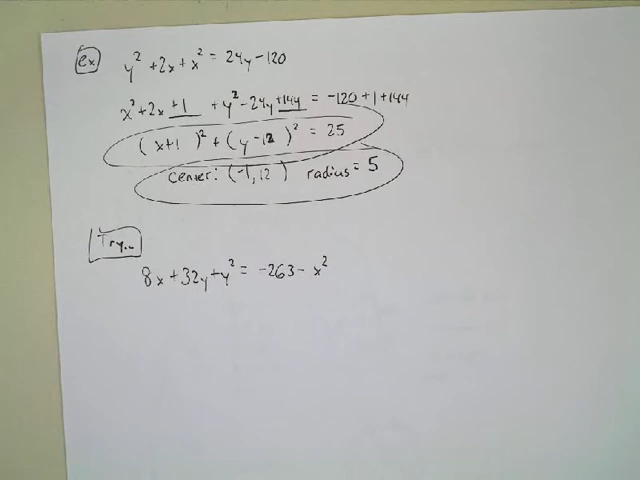 ex y² + 2x + x² = 24y - 120
x² + 2x + 1 + y² - 24y + 144 = -120 + 1 + 144
(x+1)² + (y-12)² = 25
center: (-1, 12) radius = 5
Try...
8x + 32y + y² = -263 - x²